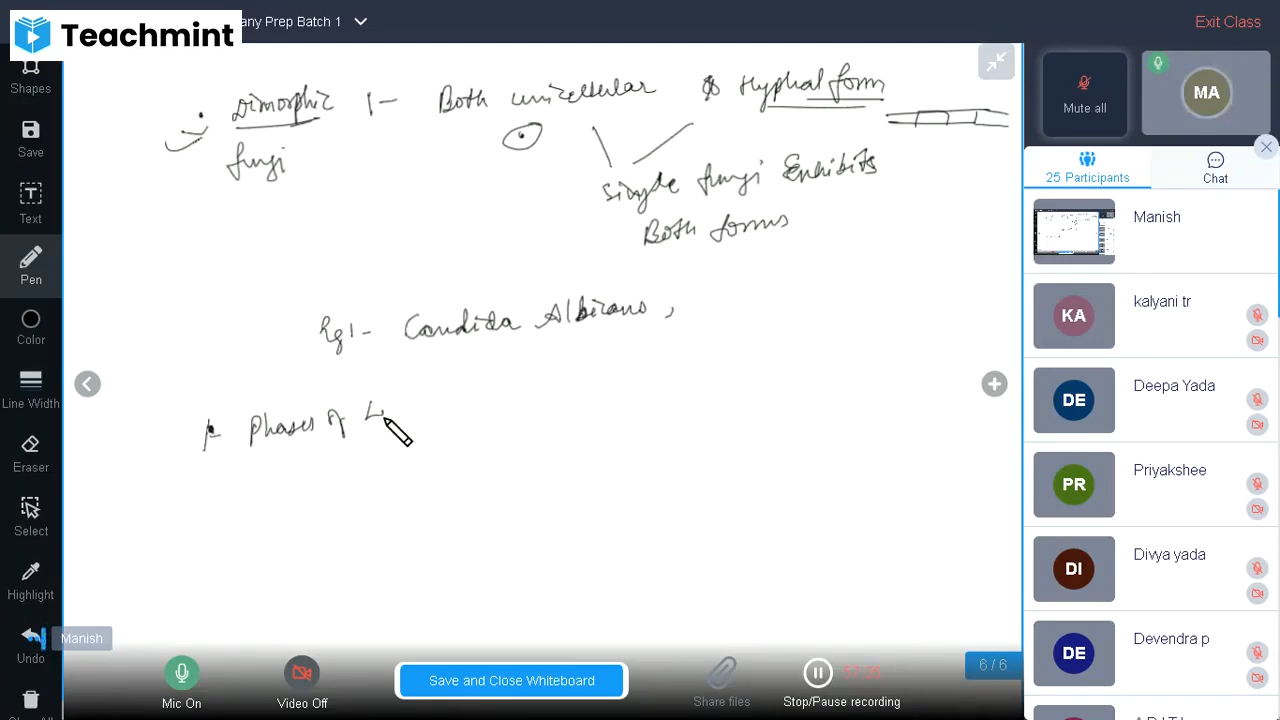 Teachmint
any Prep Batch 1
Exit Class
Shapes
Save
Text
Pen
Color
Line Width
Eraser
Select
Highlight
Undo
Manish
Dimorphic :- Both unicellular & Hyphal form
fungi
Single fungi Exhibits
Both forms
Eg:- Candida Albicans,
Phases of L
6 / 6
Mic On
Video Off
Save and Close Whiteboard
Share files
Stop/Pause recording
Mute all
MA
25 Participants
Chat
Manish
KA
kalyani tr
DE
Deepa Yada
PR
Priyakshee
DI
Divya yada
DE
Devendra p